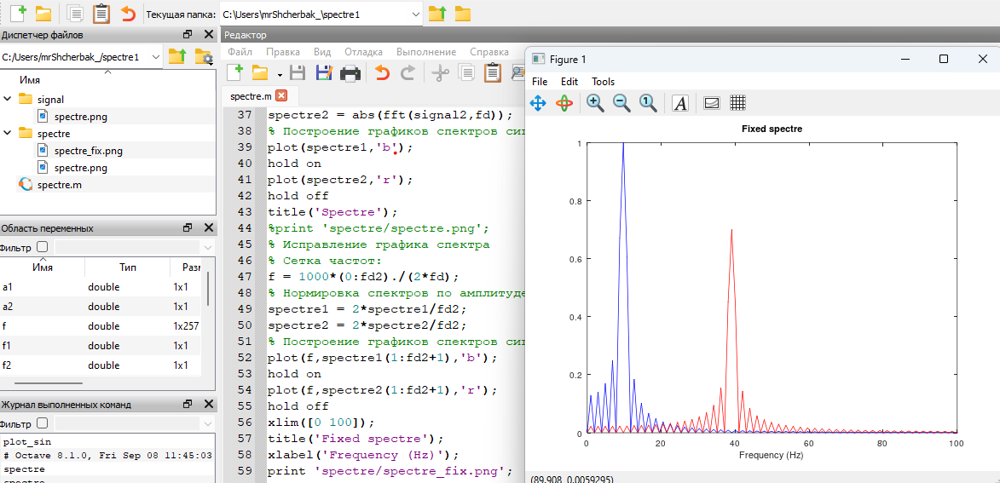 Текущая папка: C:\Users\mrShcherbak_\spectre1
Диспетчер файлов
C:/Users/mrShcherbak_/spectre1
Имя
signal
spectre.png
spectre
spectre_fix.png
spectre.png
spectre.m
Область переменных
Фильтр
Имя Тип Разм
a1 double 1x1
a2 double 1x1
f double 1x257
f1 double 1x1
f2 double 1x1
Журнал выполненных команд
Фильтр
plot_sin
# Octave 8.1.0, Fri Sep 08 11:45:03
spectre
spectre
Редактор
Файл Правка Вид Отладка Выполнение Справка
spectre.m
37 spectre2 = abs(fft(signal2,fd));
38 % Построение графиков спектров сиг
39 plot(spectre1,'b');
40 hold on
41 plot(spectre2,'r');
42 hold off
43 title('Spectre');
44 %print 'spectre/spectre.png';
45 % Исправление графика спектра
46 % Сетка частот:
47 f = 1000*(0:fd2)./(2*fd);
48 % Нормировка спектров по амплитуде
49 spectre1 = 2*spectre1/fd2;
50 spectre2 = 2*spectre2/fd2;
51 % Построение графиков спектров сиг
52 plot(f,spectre1(1:fd2+1),'b');
53 hold on
54 plot(f,spectre2(1:fd2+1),'r');
55 hold off
56 xlim([0 100]);
57 title('Fixed spectre');
58 xlabel('Frequency (Hz)');
59 print 'spectre/spectre_fix.png';
Figure 1
File Edit Tools
1
A
Fixed spectre
1
0.8
0.6
0.4
0.2
0
0 20 40 60 80 100
Frequency (Hz)
(89.908, 0.0059295)